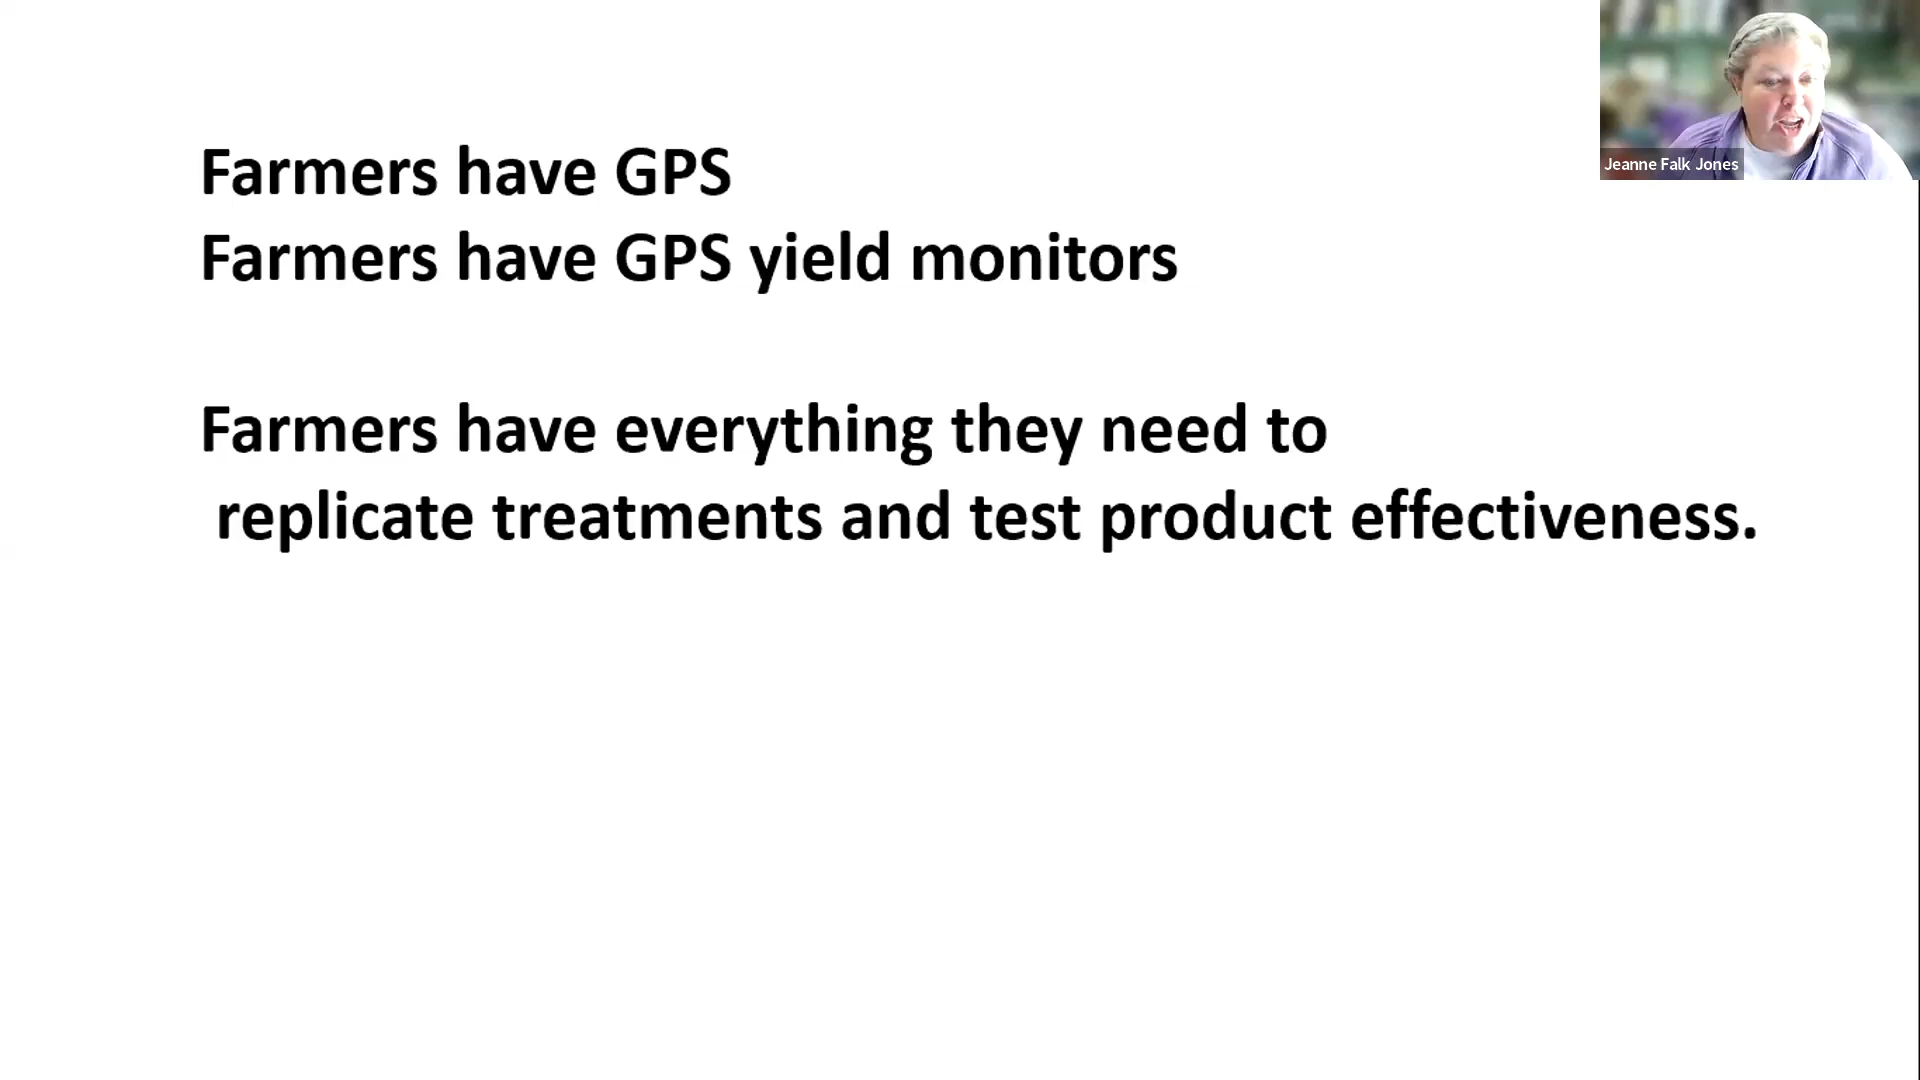 Farmers have GPS
Farmers have GPS yield monitors
Farmers have everything they need to
replicate treatments and test product effectiveness.
Jeanne Falk Jones